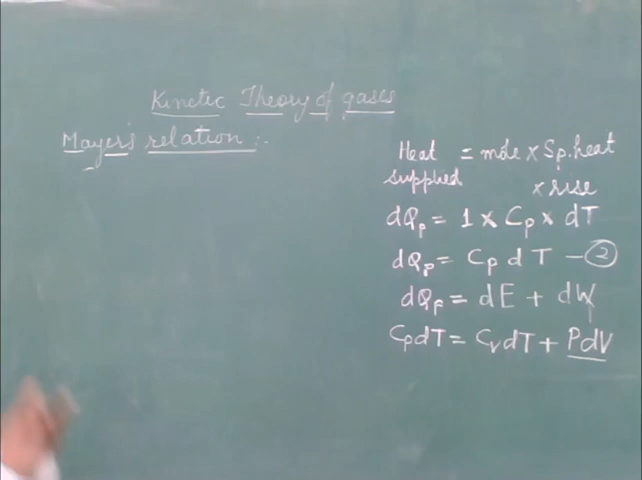 Kinetic Theory of gases
Mayer's relation :-
Heat = mole x Sp.heat
supplied x rise
dQp = 1 x Cp x dT
dQp = Cp dT - ②
dQp = dE + dW
CpdT = CvdT + PdV